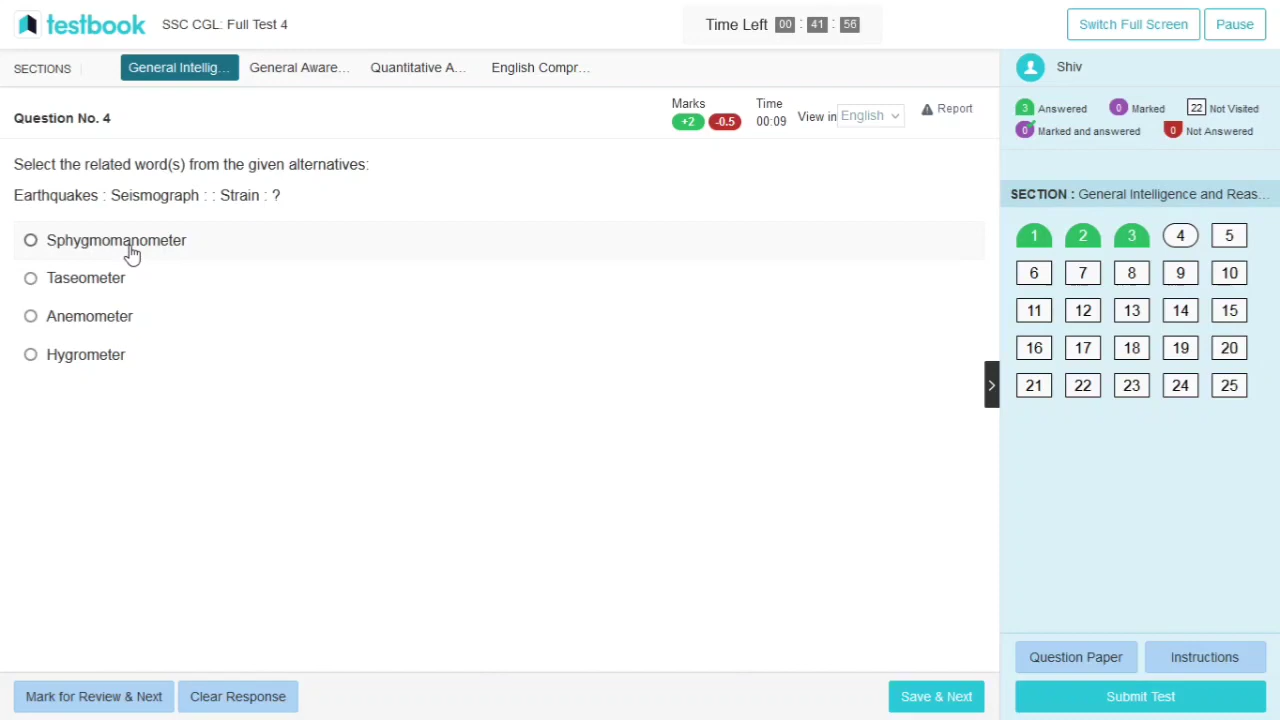 testbook SSC CGL: Full Test 4 Time Left 00 : 41 : 56 Switch Full Screen Pause
SECTIONS General Intellig... General Aware... Quantitative A... English Compr... Shiv
Question No. 4 Marks +2 -0.5 Time 00:09 View in English Report
3 Answered 0 Marked 22 Not Visited
0 Marked and answered 0 Not Answered
Select the related word(s) from the given alternatives:
Earthquakes : Seismograph : : Strain : ?
Sphygmomanometer
Taseometer
Anemometer
Hygrometer
SECTION : General Intelligence and Reas...
1 2 3 4 5
6 7 8 9 10
11 12 13 14 15
16 17 18 19 20
21 22 23 24 25
Question Paper Instructions
Mark for Review & Next Clear Response Save & Next Submit Test